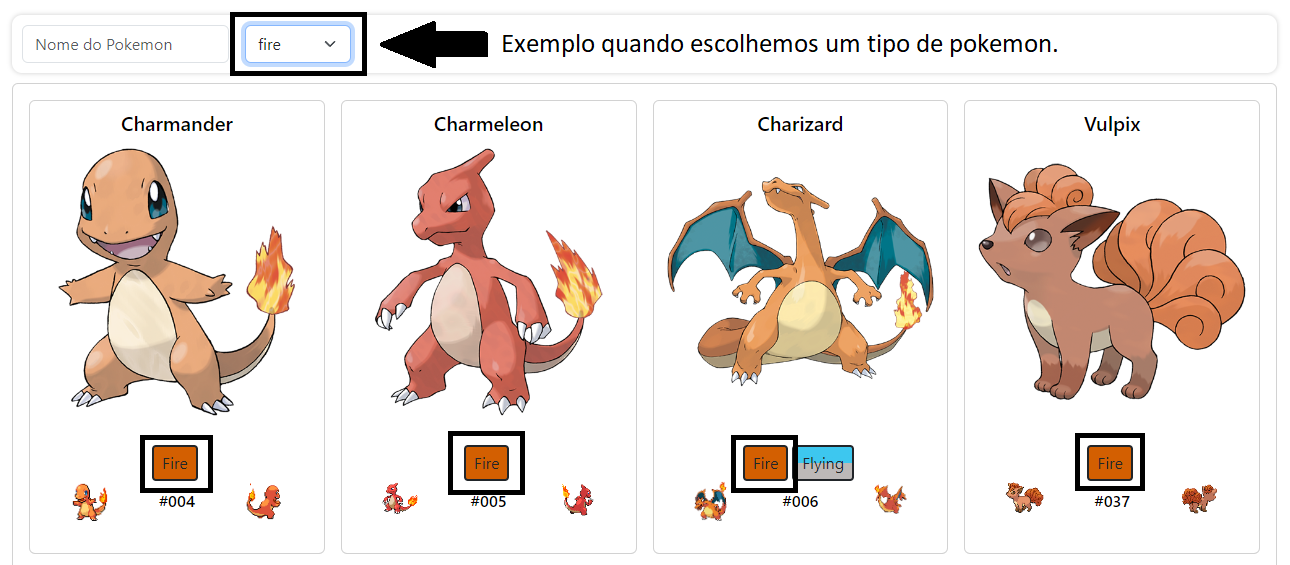 Nome do Pokemon
fire
Exemplo quando escolhemos um tipo de pokemon.
Charmander
Charmeleon
Charizard
Vulpix
Fire
Fire
Fire
Flying
Fire
#004
#005
#006
#037